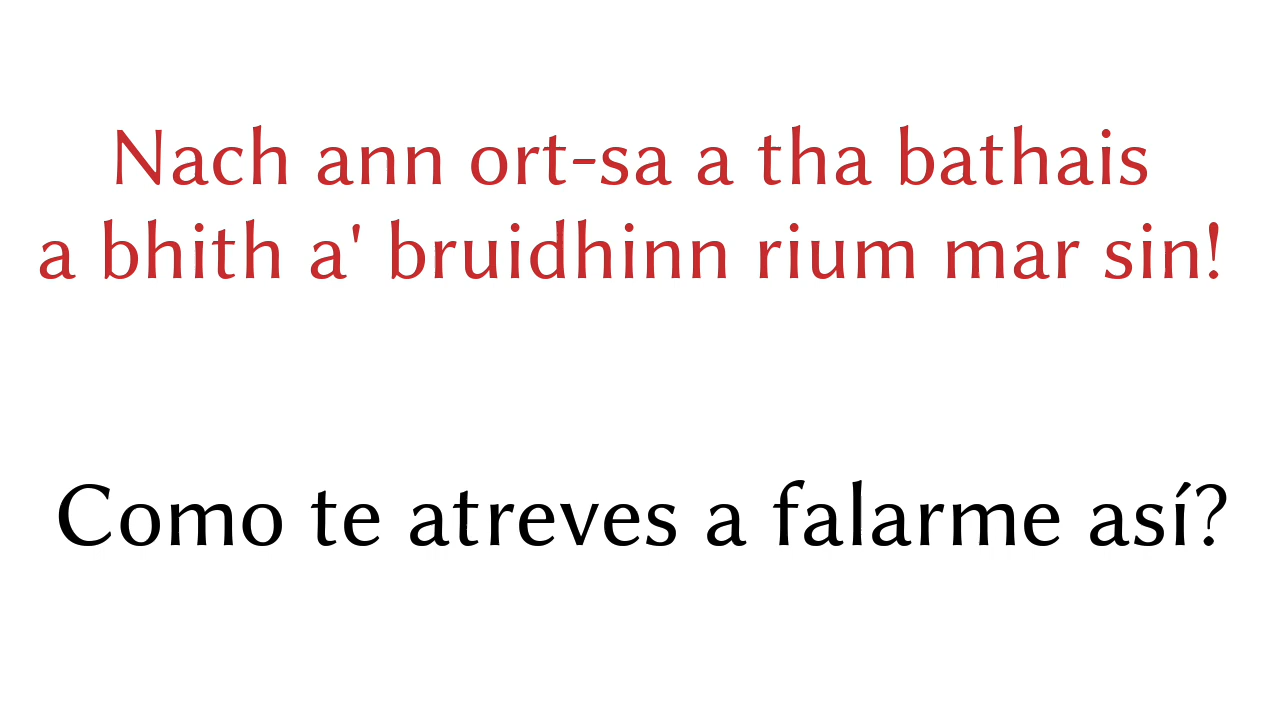 Nach ann ort-sa a tha bathais
a bhith a' bruidhinn rium mar sin!
Como te atreves a falarme así?